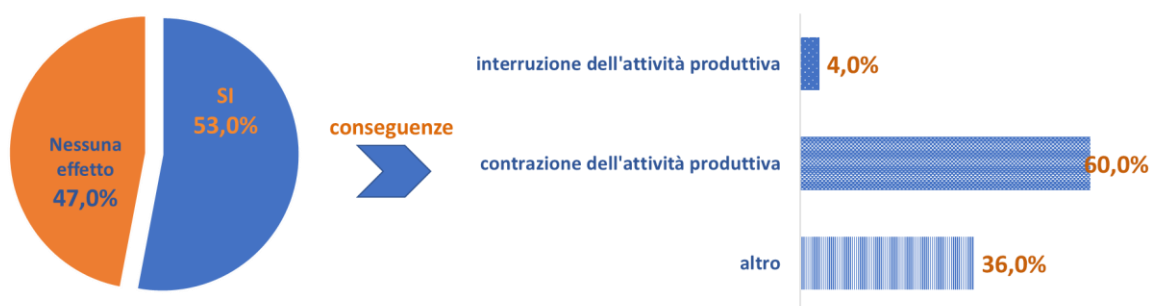 SI
53,0%
Nessuna
effetto
47,0%
conseguenze
interruzione dell'attività produttiva
4,0%
contrazione dell'attività produttiva
60,0%
altro
36,0%